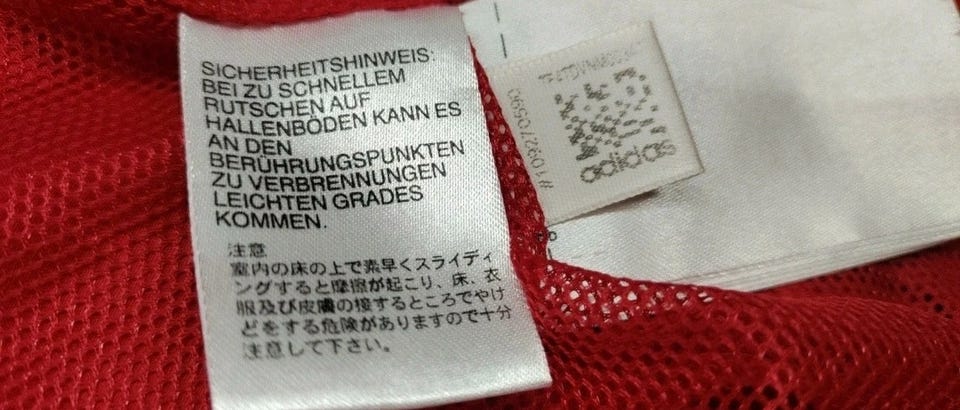 SICHERHEITSHINWEIS:
BEI ZU SCHNELLEM
RUTSCHEN AUF
HALLENBÖDEN KANN ES
AN DEN
BERÜHRUNGSPUNKTEN
ZU VERBRENNUNGEN
LEICHTEN GRADES
KOMMEN.
注意
室内の床の上で素早くスライディ
ングすると摩擦が起こり、床、衣
服及び皮膚の接するところでやけ
どをする危険がありますので十分
注意して下さい。
#109270590
adidas